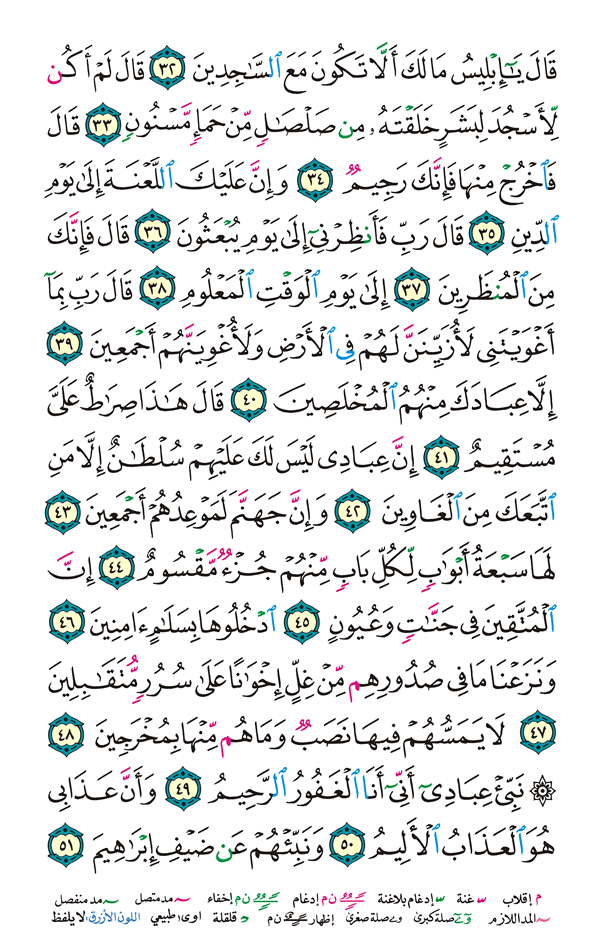 قَالَ يَٰٓإِبْلِيسُ مَا لَكَ أَلَّا تَكُونَ مَعَ ٱلسَّٰجِدِينَ ٣٢ قَالَ لَمْ أَكُن
لِّأَسْجُدَ لِبَشَرٍ خَلَقْتَهُۥ مِن صَلْصَٰلٍ مِّنْ حَمَإٍ مَّسْنُونٍ ٣٣ قَالَ
فَٱخْرُجْ مِنْهَا فَإِنَّكَ رَجِيمٌ ٣٤ وَإِنَّ عَلَيْكَ ٱللَّعْنَةَ إِلَىٰ يَوْمِ
ٱلدِّينِ ٣٥ قَالَ رَبِّ فَأَنظِرْنِىٓ إِلَىٰ يَوْمِ يُبْعَثُونَ ٣٦ قَالَ فَإِنَّكَ
مِنَ ٱلْمُنظَرِينَ ٣٧ إِلَىٰ يَوْمِ ٱلْوَقْتِ ٱلْمَعْلُومِ ٣٨ قَالَ رَبِّ بِمَآ
أَغْوَيْتَنِى لَأُزَيِّنَنَّ لَهُمْ فِى ٱلْأَرْضِ وَلَأُغْوِيَنَّهُمْ أَجْمَعِينَ ٣٩
إِلَّا عِبَادَكَ مِنْهُمُ ٱلْمُخْلَصِينَ ٤٠ قَالَ هَٰذَا صِرَٰطٌ عَلَىَّ
مُسْتَقِيمٌ ٤١ إِنَّ عِبَادِى لَيْسَ لَكَ عَلَيْهِمْ سُلْطَٰنٌ إِلَّا مَنِ
ٱتَّبَعَكَ مِنَ ٱلْغَاوِينَ ٤٢ وَإِنَّ جَهَنَّمَ لَمَوْعِدُهُمْ أَجْمَعِينَ ٤٣
لَهَا سَبْعَةُ أَبْوَٰبٍ لِّكُلِّ بَابٍ مِّنْهُمْ جُزْءٌ مَّقْسُومٌ ٤٤ إِنَّ
ٱلْمُتَّقِينَ فِى جَنَّٰتٍ وَعُيُونٍ ٤٥ ٱدْخُلُوهَا بِسَلَٰمٍ ءَامِنِينَ ٤٦
وَنَزَعْنَا مَا فِى صُدُورِهِم مِّنْ غِلٍّ إِخْوَٰنًا عَلَىٰ سُرُرٍ مُّتَقَٰبِلِينَ
٤٧ لَا يَمَسُّهُمْ فِيهَا نَصَبٌ وَمَا هُم مِّنْهَا بِمُخْرَجِينَ ٤٨
۞ نَبِّئْ عِبَادِىٓ أَنِّىٓ أَنَا ٱلْغَفُورُ ٱلرَّحِيمُ ٤٩ وَأَنَّ عَذَابِى
هُوَ ٱلْعَذَابُ ٱلْأَلِيمُ ٥٠ وَنَبِّئْهُمْ عَن ضَيْفِ إِبْرَٰهِيمَ ٥١
م إقلاب غنة إدغام بلاغنة ن م إدغام ن م إخفاء مد متصل مد منفصل
المد اللازم صلة كبرى صلة صغرى إظهار ن م قلقلة اوى: طبيعي اللون الأزرق: لا يلفظ